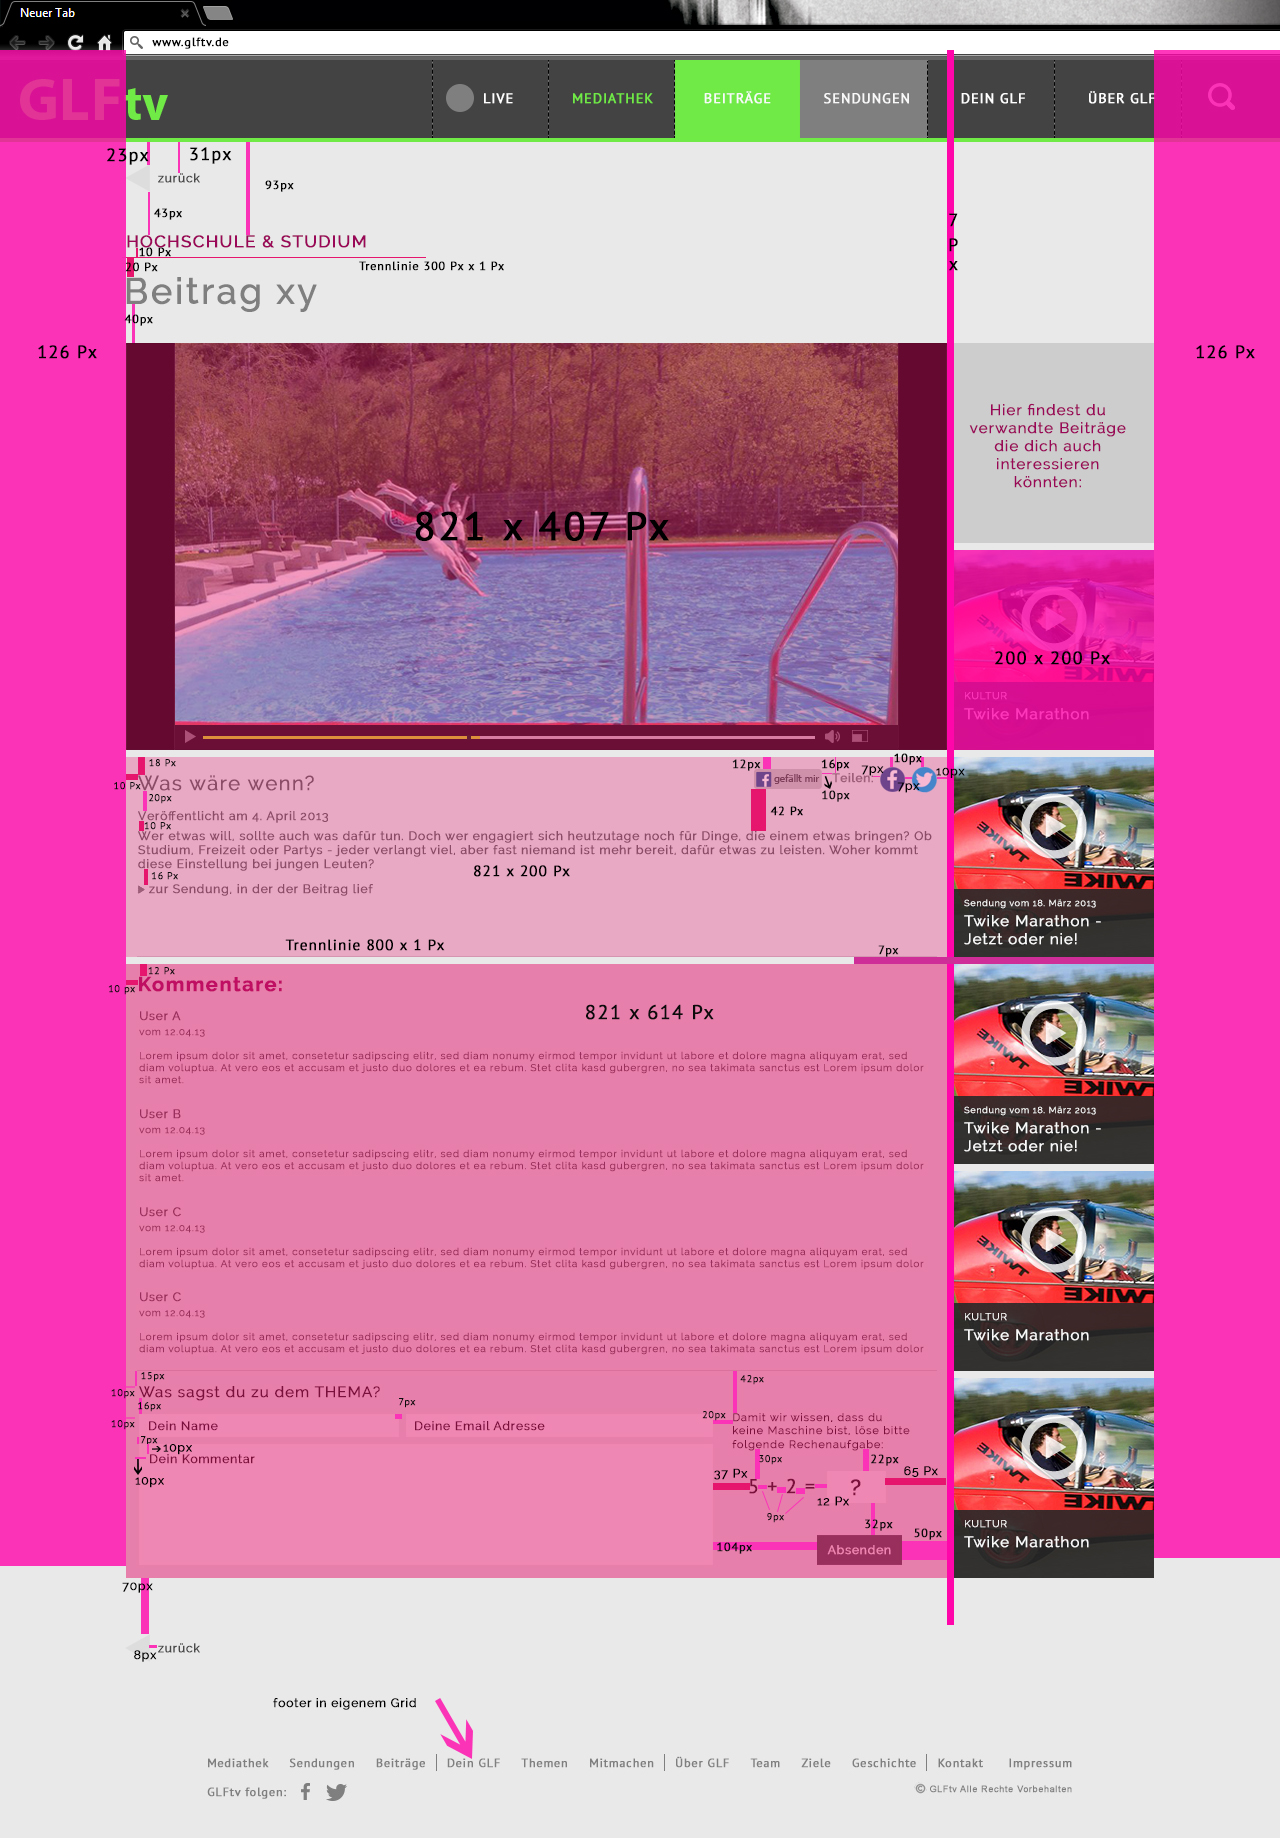 Neuer Tab
www.glftv.de
GLFtv
LIVE
MEDIATHEK
BEITRÄGE
SENDUNGEN
DEIN GLF
ÜBER GLF
23px
31px
zurück
93px
43px
7
P
x
HOCHSCHULE & STUDIUM
10 Px
20 Px
Trennlinie 300 Px x 1 Px
Beitrag xy
40px
126 Px
126 Px
Hier findest du
verwandte Beiträge
die dich auch
interessieren
könnten:
821 x 407 Px
200 x 200 Px
KULTUR
Twike Marathon
18 Px
10 Px
Was wäre wenn?
12px
gefällt mir
16px
Teilen:
7px
10px
7px
10px
10px
20px
42 Px
Veröffentlicht am 4. April 2013
10 Px
Wer etwas will, sollte auch was dafür tun. Doch wer engagiert sich heutzutage noch für Dinge, die einem etwas bringen? Ob
Studium, Freizeit oder Partys - jeder verlangt viel, aber fast niemand ist mehr bereit, dafür etwas zu leisten. Woher kommt
diese Einstellung bei jungen Leuten?
16 Px
821 x 200 Px
zur Sendung, in der der Beitrag lief
TWIKE
Sendung vom 18. März 2013
Twike Marathon -
Jetzt oder nie!
Trennlinie 800 x 1 Px
7px
12 Px
10 px
Kommentare:
821 x 614 Px
User A
vom 12.04.13
Lorem ipsum dolor sit amet, consetetur sadipscing elitr, sed diam nonumy eirmod tempor invidunt ut labore et dolore magna aliquyam erat, sed
diam voluptua. At vero eos et accusam et justo duo dolores et ea rebum. Stet clita kasd gubergren, no sea takimata sanctus est Lorem ipsum dolor
sit amet.
User B
vom 12.04.13
Lorem ipsum dolor sit amet, consetetur sadipscing elitr, sed diam nonumy eirmod tempor invidunt ut labore et dolore magna aliquyam erat, sed
diam voluptua. At vero eos et accusam et justo duo dolores et ea rebum. Stet clita kasd gubergren, no sea takimata sanctus est Lorem ipsum dolor
sit amet.
TWIKE
Sendung vom 18. März 2013
Twike Marathon -
Jetzt oder nie!
User C
vom 12.04.13
Lorem ipsum dolor sit amet, consetetur sadipscing elitr, sed diam nonumy eirmod tempor invidunt ut labore et dolore magna aliquyam erat, sed
diam voluptua. At vero eos et accusam et justo duo dolores et ea rebum. Stet clita kasd gubergren, no sea takimata sanctus est Lorem ipsum dolor
User C
vom 12.04.13
Lorem ipsum dolor sit amet, consetetur sadipscing elitr, sed diam nonumy eirmod tempor invidunt ut labore et dolore magna aliquyam erat, sed
diam voluptua. At vero eos et accusam et justo duo dolores et ea rebum. Stet clita kasd gubergren, no sea takimata sanctus est Lorem ipsum dolor
TWIKE
KULTUR
Twike Marathon
15px
10px
Was sagst du zu dem THEMA?
16px
7px
42px
10px
Dein Name
Deine Email Adresse
20px
Damit wir wissen, dass du
keine Maschine bist, löse bitte
folgende Rechenaufgabe:
7px
10px
Dein Kommentar
10px
30px
22px
37 Px
65 Px
5 + 2 =
?
12 Px
9px
32px
50px
104px
Absenden
TWIKE
KULTUR
Twike Marathon
70px
zurück
8px
footer in eigenem Grid
Mediathek Sendungen Beiträge Dein GLF Themen Mitmachen Über GLF Team Ziele Geschichte Kontakt Impressum
GLFtv folgen:
© GLFtv Alle Rechte Vorbehalten